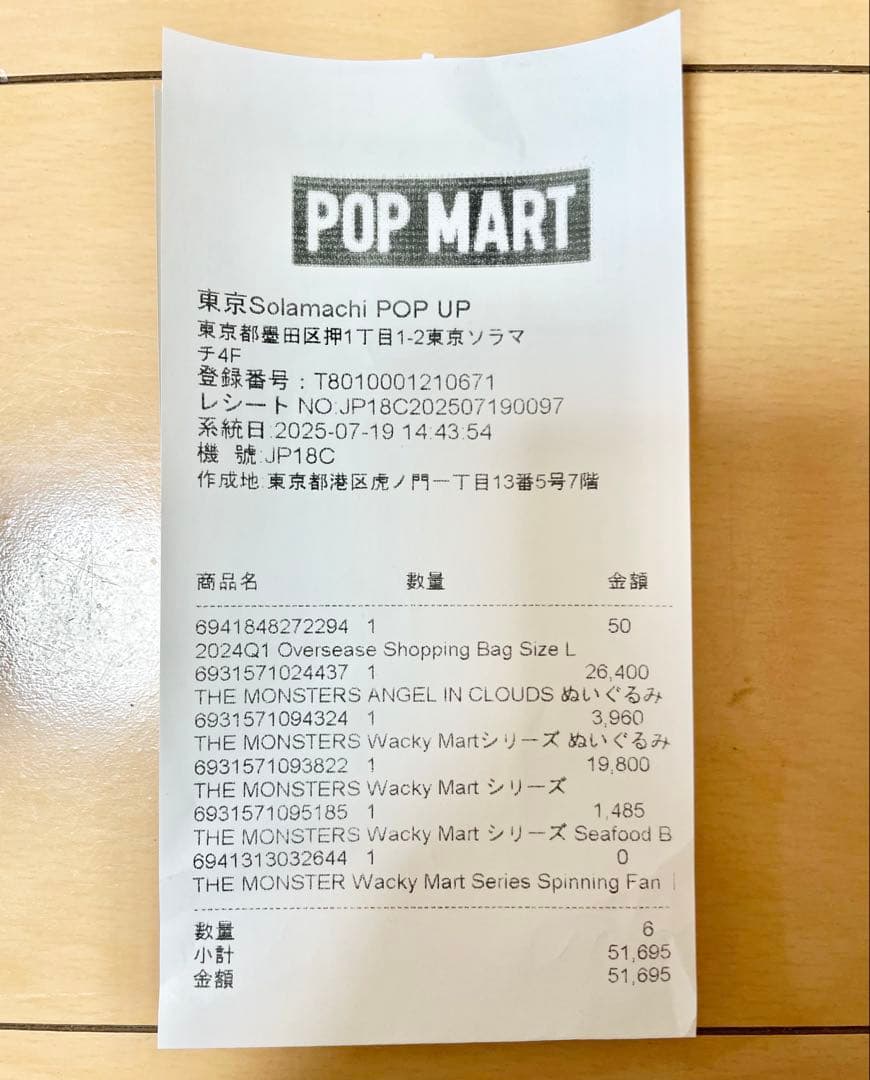 POP MART
東京Solamachi POP UP
東京都墨田区押1丁目1-2東京ソラマ
チ4F
登録番号：T8010001210671
レシート NO:JP18C202507190097
系統日:2025-07-19 14:43:54
機 號:JP18C
作成地:東京都港区虎ノ門一丁目13番5号7階
商品名 数量 金額
6941848272294 1 50
2024Q1 Oversease Shopping Bag Size L
6931571024437 1 26,400
THE MONSTERS ANGEL IN CLOUDS ぬいぐるみ
6931571094324 1 3,960
THE MONSTERS Wacky Martシリーズ ぬいぐるみ
6931571093822 1 19,800
THE MONSTERS Wacky Mart シリーズ
6931571095185 1 1,485
THE MONSTERS Wacky Mart シリーズ Seafood B
6941313032644 1 0
THE MONSTER Wacky Mart Series Spinning Fan
数量 6
小計 51,695
金額 51,695